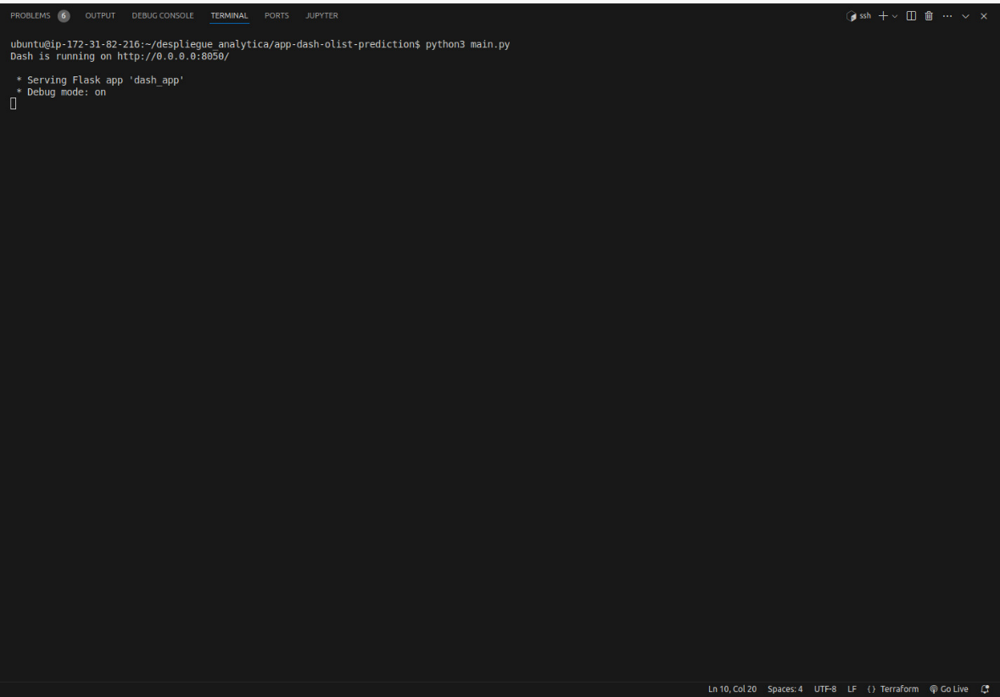 PROBLEMS 6 OUTPUT DEBUG CONSOLE TERMINAL PORTS JUPYTER ssh
ubuntu@ip-172-31-82-216:~/despliegue_analytica/app-dash-olist-prediction$ python3 main.py
Dash is running on http://0.0.0.0:8050/
* Serving Flask app 'dash_app'
* Debug mode: on
Ln 10, Col 20 Spaces: 4 UTF-8 LF {} Terraform Go Live